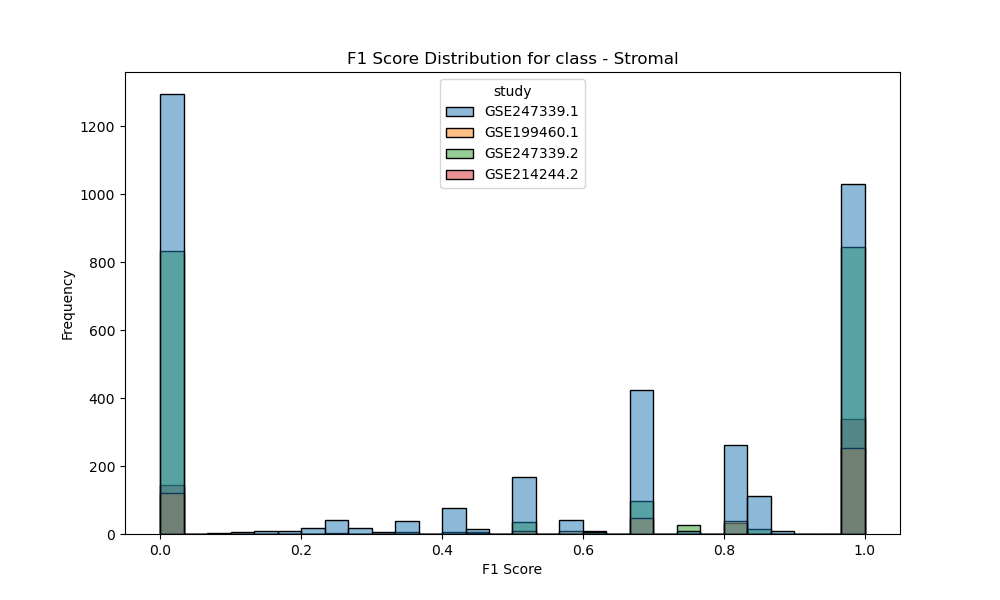 F1 Score Distribution for class - Stromal
study
GSE247339.1
GSE199460.1
GSE247339.2
GSE214244.2
Frequency
1200
1000
800
600
400
200
0
0.0 0.2 0.4 0.6 0.8 1.0
F1 Score